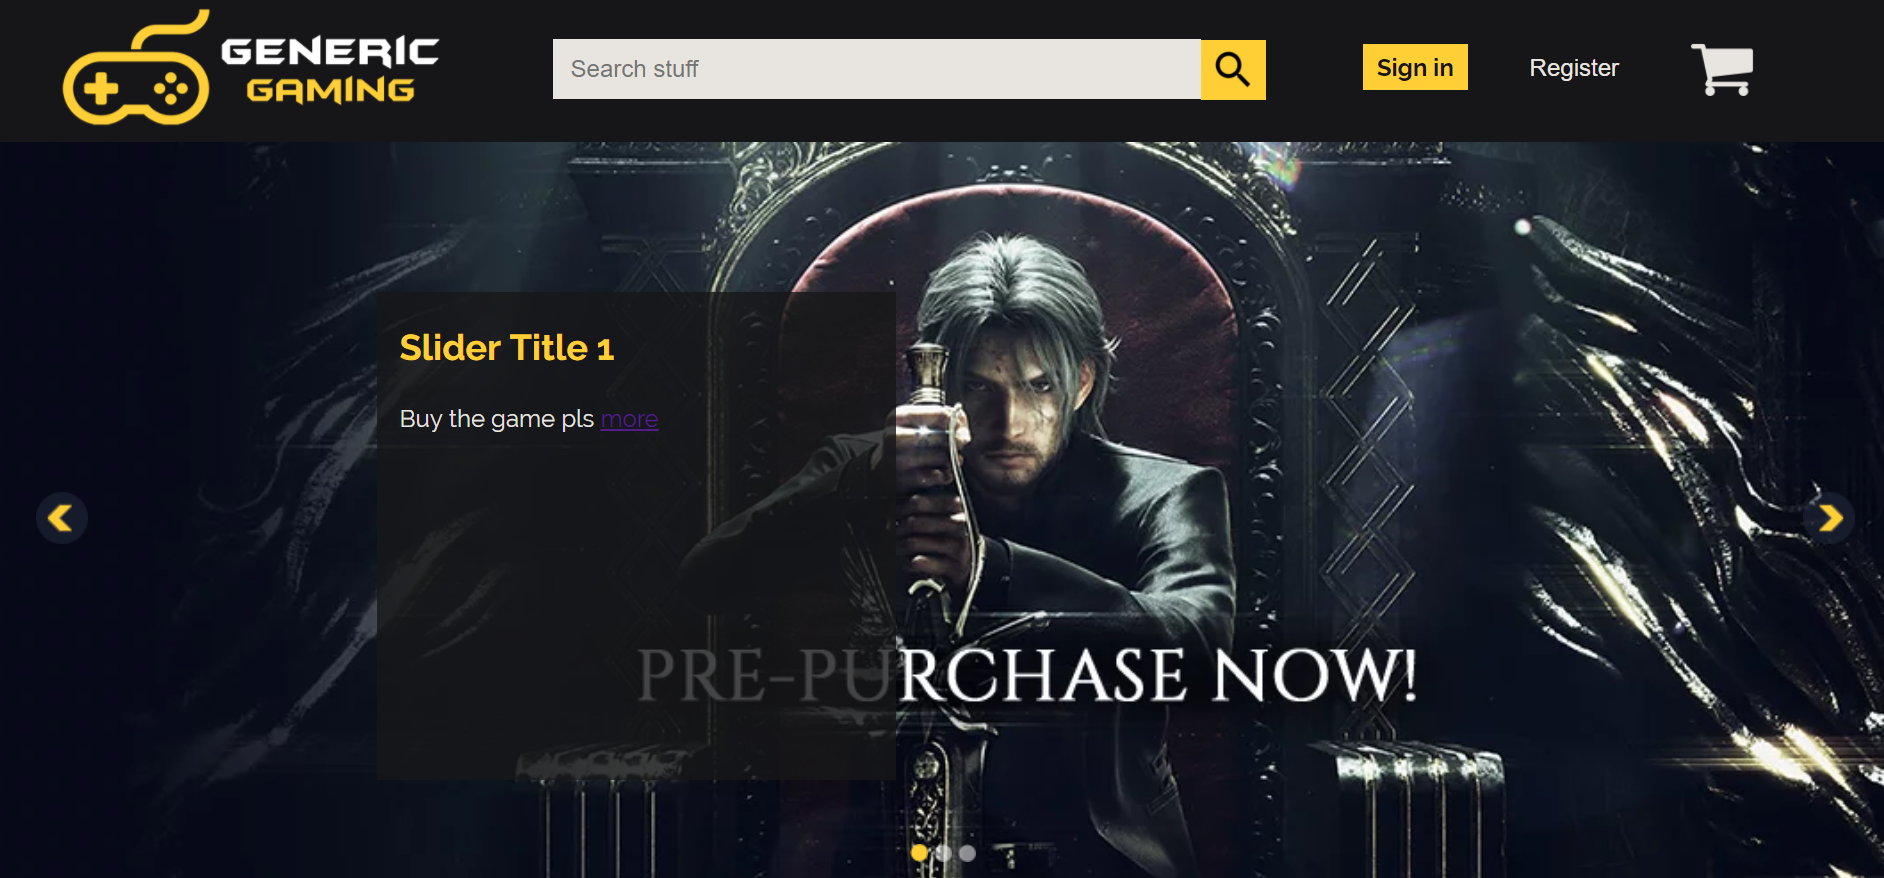 GENERIC
GAMING
Search stuff
Sign in
Register
Slider Title 1
Buy the game pls more
PRE-PURCHASE NOW!